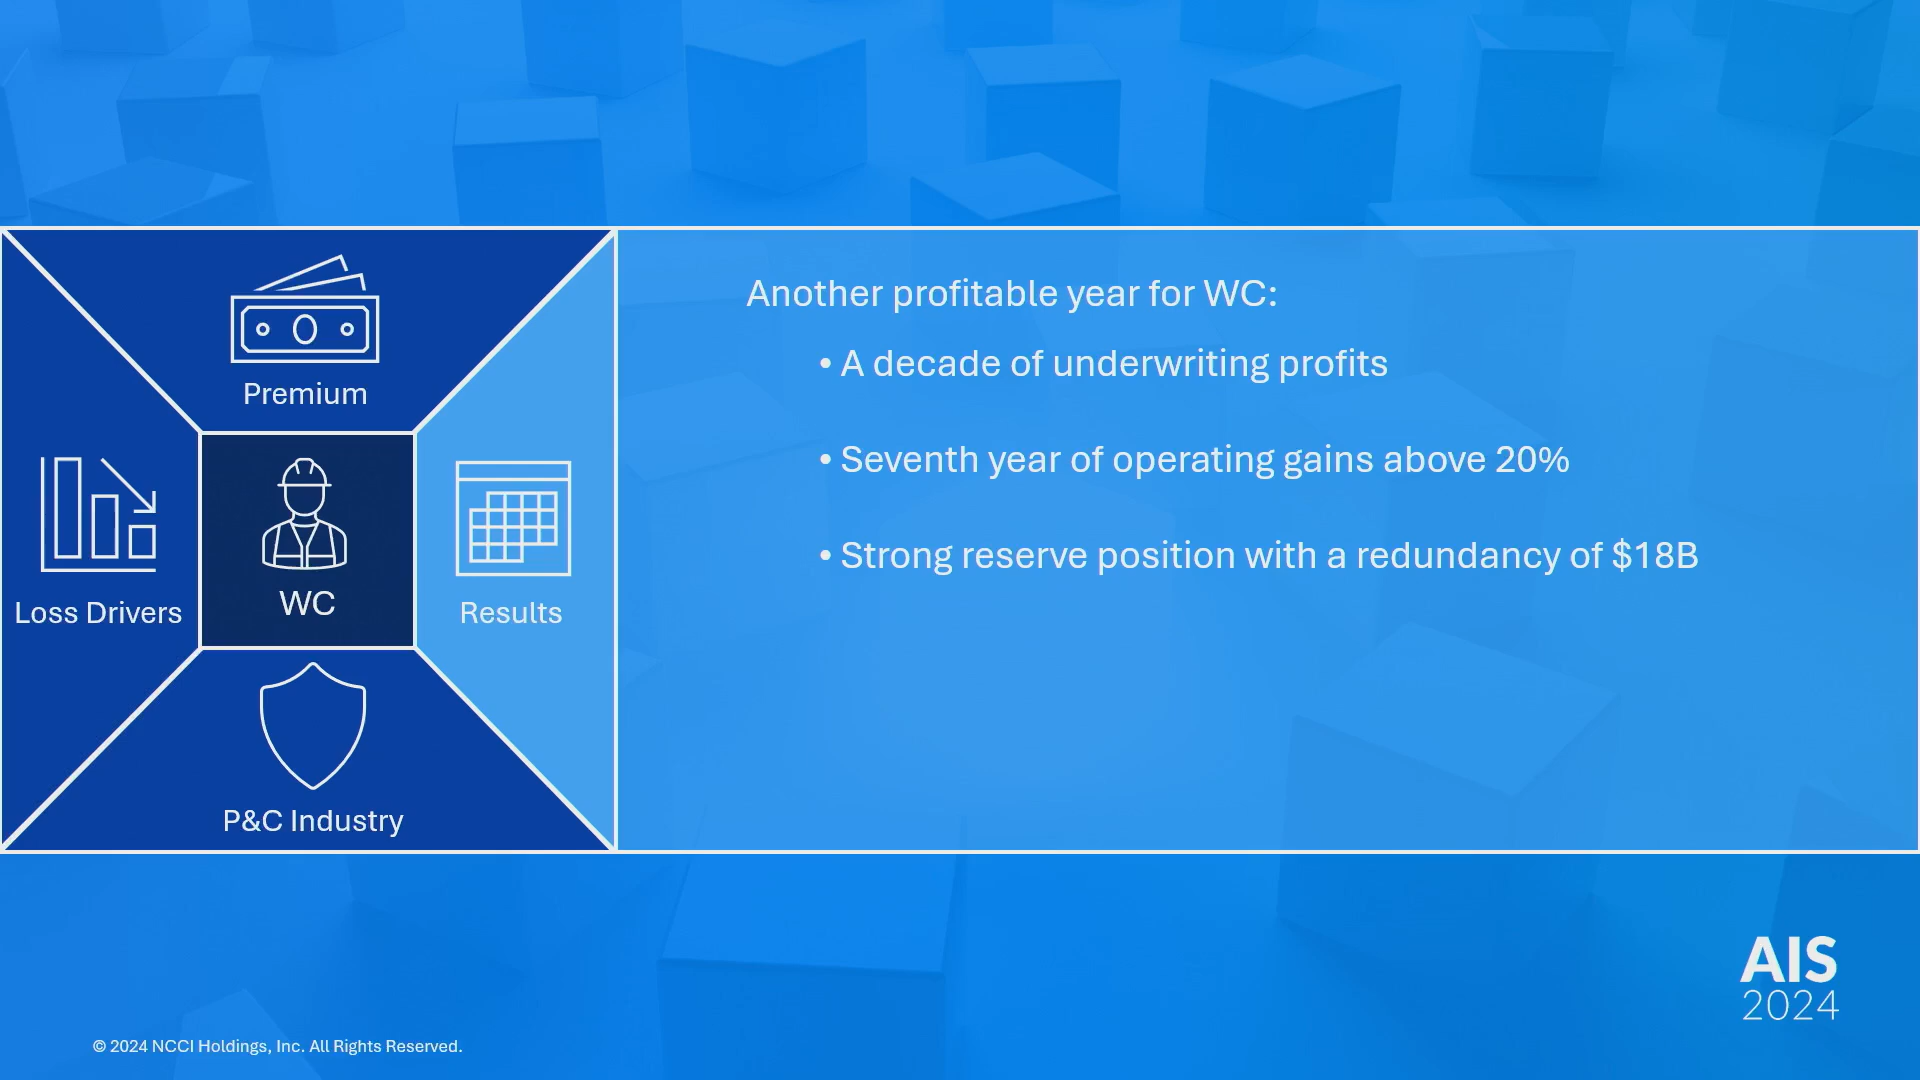 Premium
Loss Drivers
WC
Results
P&C Industry
Another profitable year for WC:
• A decade of underwriting profits
• Seventh year of operating gains above 20%
• Strong reserve position with a redundancy of $18B
AIS
2024
© 2024 NCCI Holdings, Inc. All Rights Reserved.